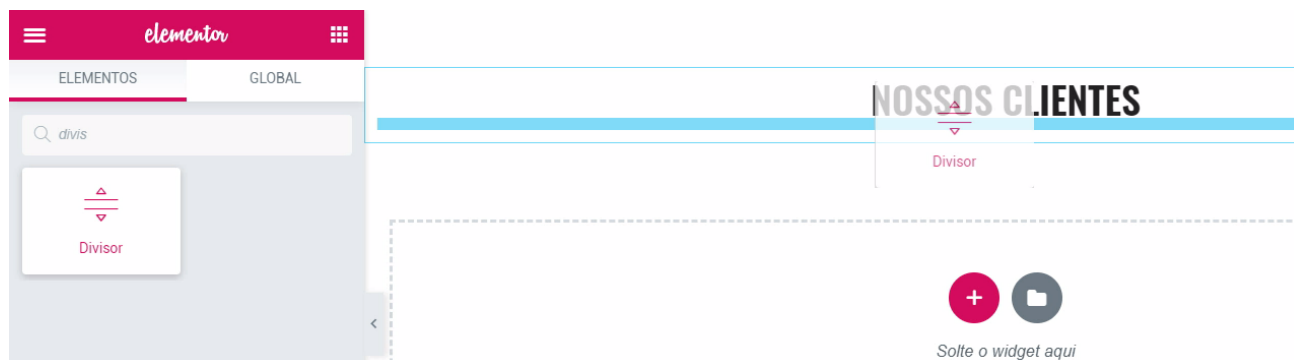 elementor
ELEMENTOS GLOBAL
divis
Divisor
NOSSOS CLIENTES
Divisor
Solte o widget aqui